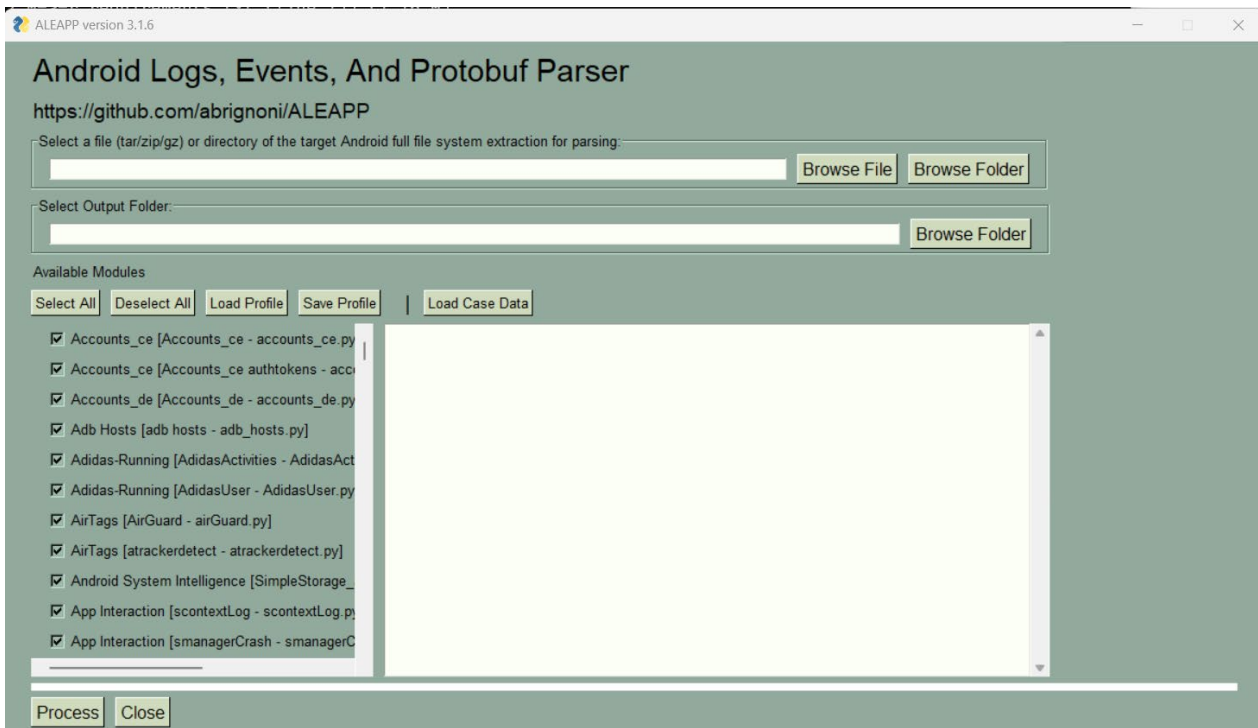 ALEAPP version 3.1.6
Android Logs, Events, And Protobuf Parser
https://github.com/abrignoni/ALEAPP
Select a file (tar/zip/gz) or directory of the target Android full file system extraction for parsing:
Browse File Browse Folder
Select Output Folder:
Browse Folder
Available Modules
Select All Deselect All Load Profile Save Profile | Load Case Data
Accounts_ce [Accounts_ce - accounts_ce.py
Accounts_ce [Accounts_ce authtokens - acc
Accounts_de [Accounts_de - accounts_de.py
Adb Hosts [adb hosts - adb_hosts.py]
Adidas-Running [AdidasActivities - AdidasAct
Adidas-Running [AdidasUser - AdidasUser.py
AirTags [AirGuard - airGuard.py]
AirTags [atrackerdetect - atrackerdetect.py]
Android System Intelligence [SimpleStorage_
App Interaction [scontextLog - scontextLog.py
App Interaction [smanagerCrash - smanagerC
Process Close